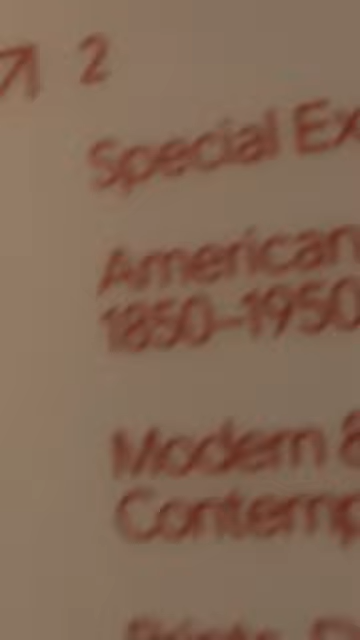 ↗ 2
Special Ex
American
1850–1950
Modern &
Contemp